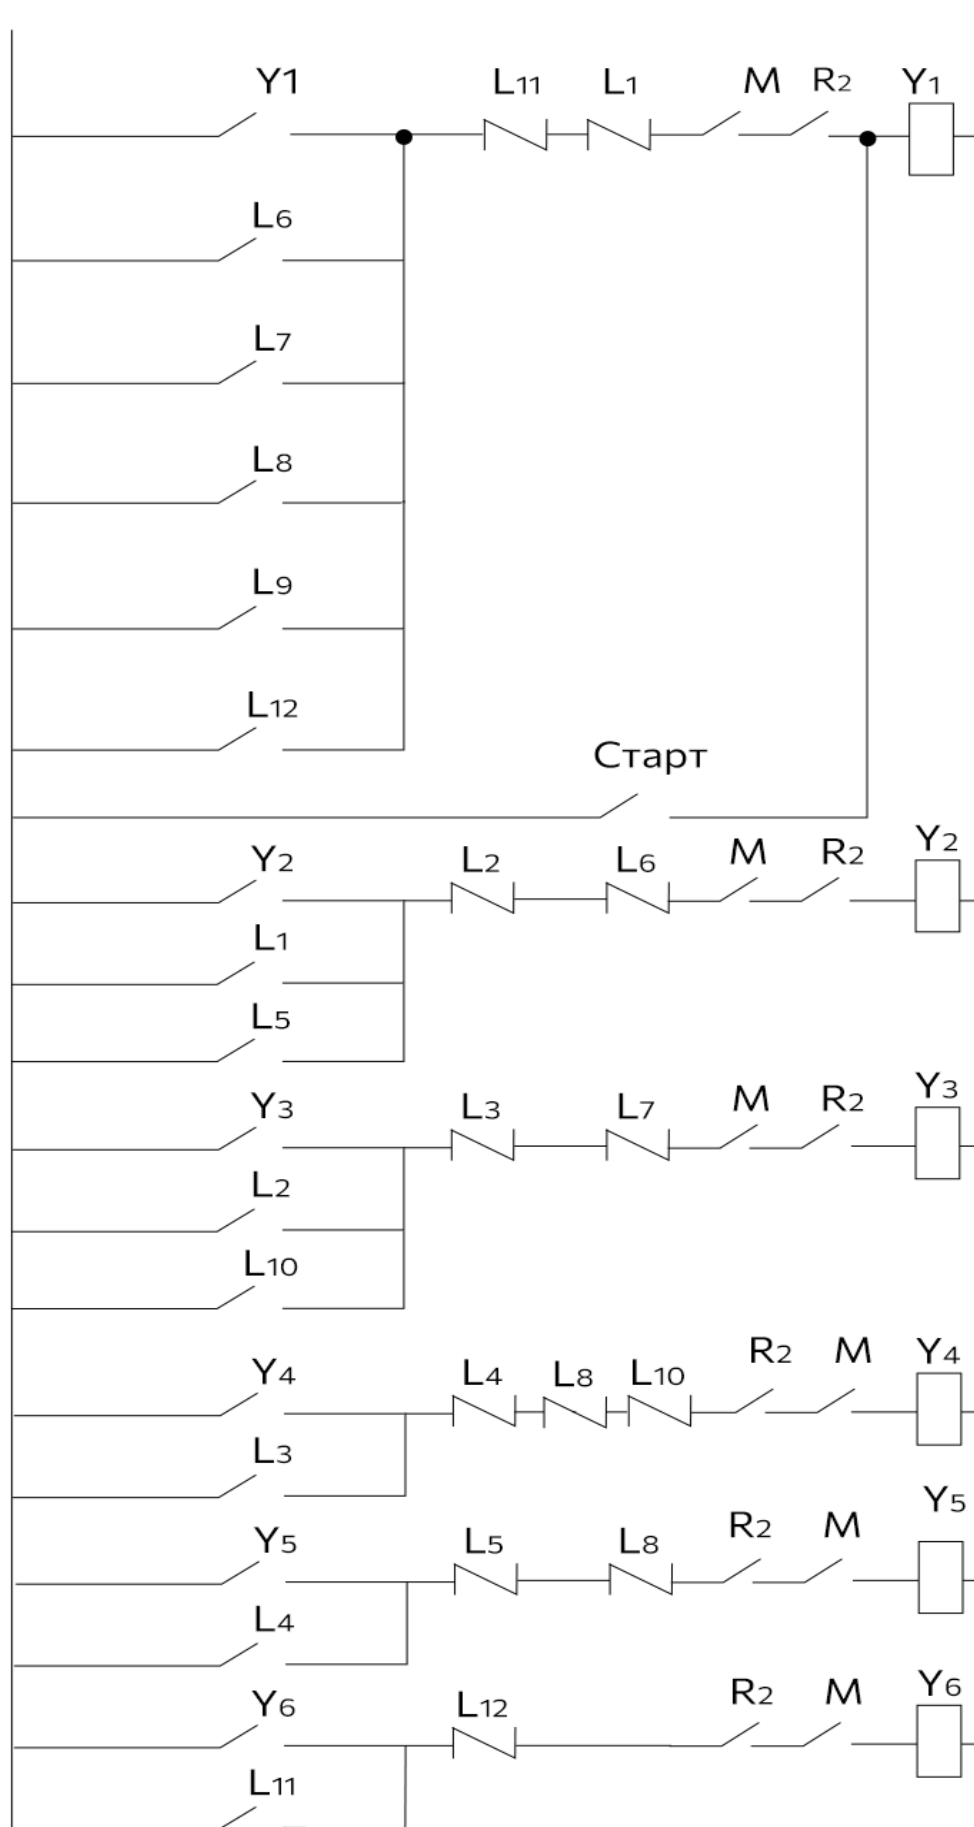 Y1 L11 L1 M R2 Y1
L6
L7
L8
L9
L12
Старт
Y2 L2 L6 M R2 Y2
L1
L5
Y3 L3 L7 M R2 Y3
L2
L10
Y4 L4 L8 L10 R2 M Y4
L3
Y5 L5 L8 R2 M Y5
L4
Y6 L12 R2 M Y6
L11